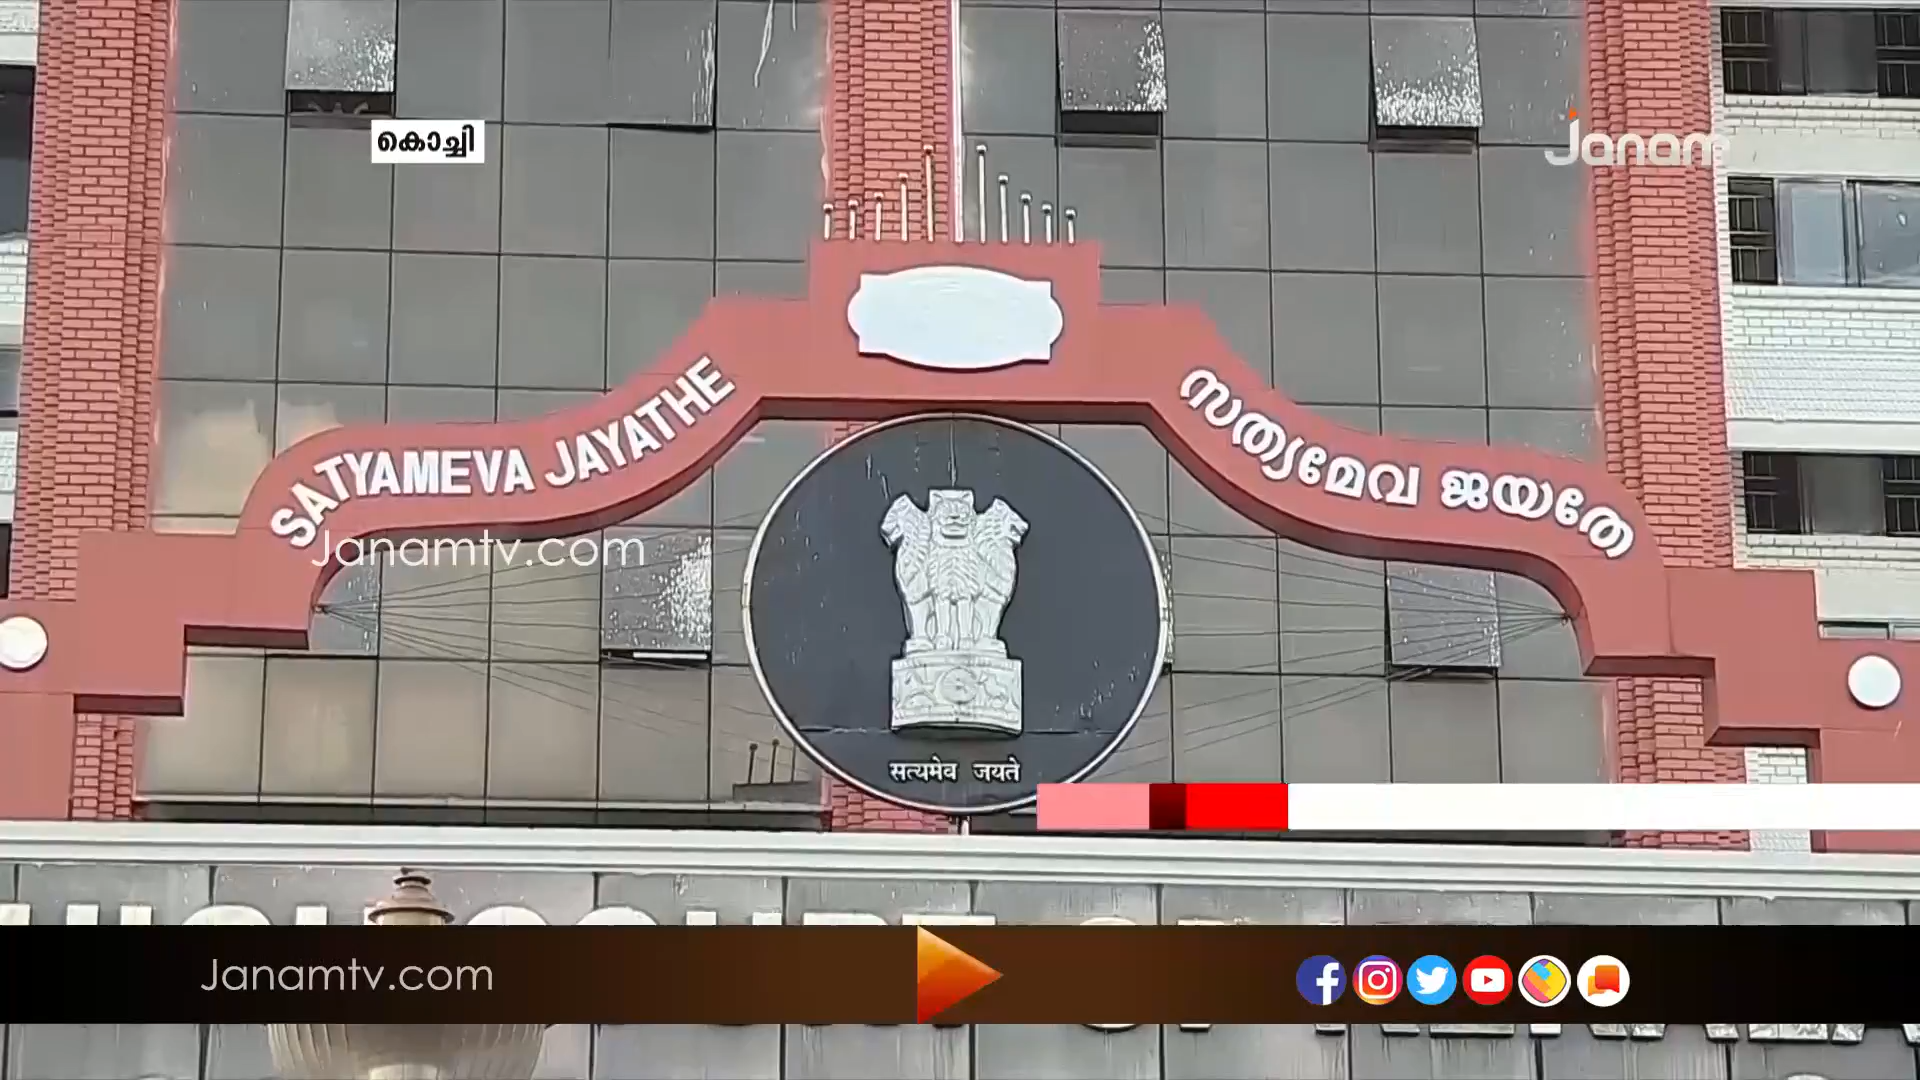 കൊച്ചി
Janam
SATYAMEVA JAYATHE
സത്യമേവ ജയതേ
Janamtv.com
सत्यमेव जयते
Janamtv.com